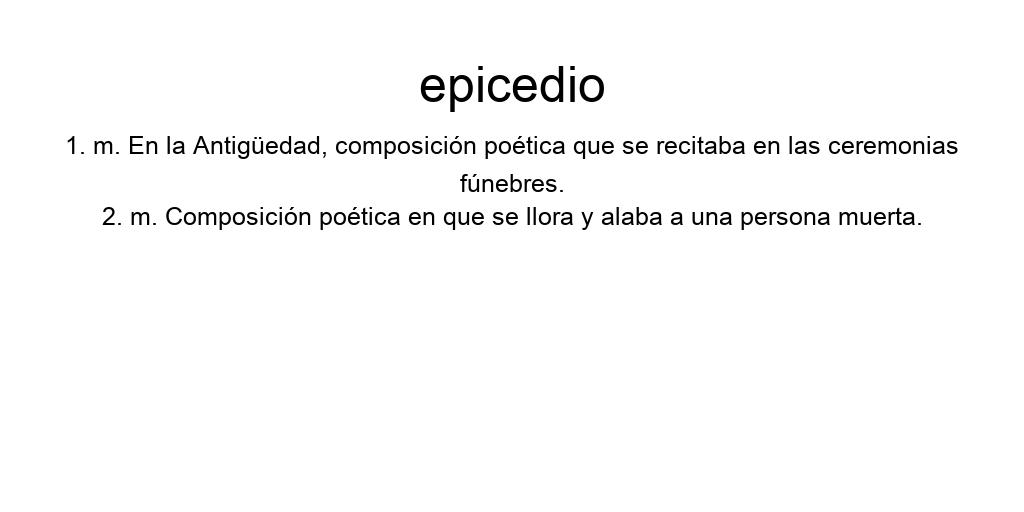 epicedio
1. m. En la Antigüedad, composición poética que se recitaba en las ceremonias
fúnebres.
2. m. Composición poética en que se llora y alaba a una persona muerta.